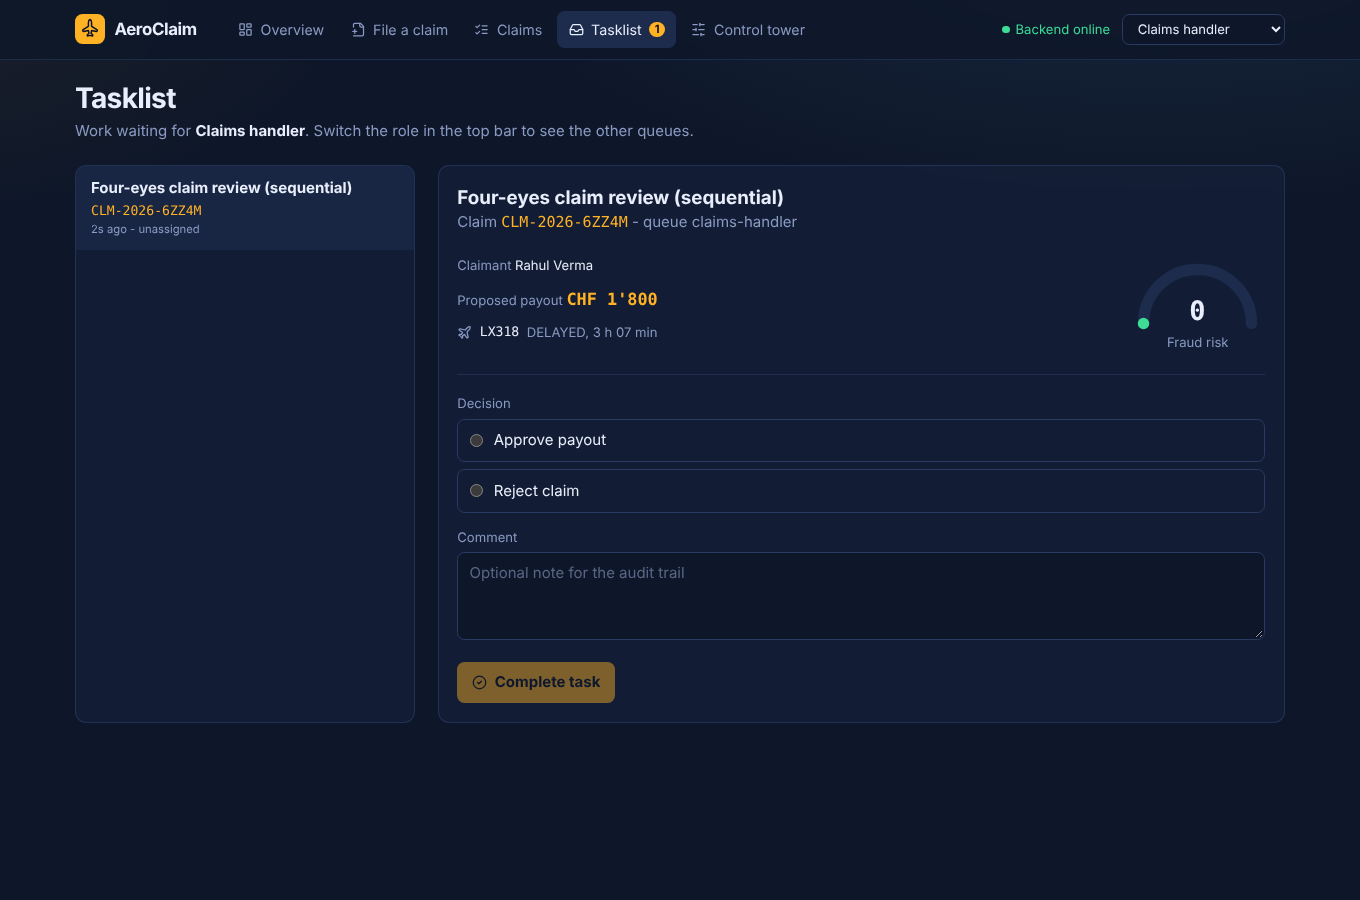 AeroClaim
Overview
File a claim
Claims
Tasklist 1
Control tower
Backend online
Claims handler
Tasklist
Work waiting for Claims handler. Switch the role in the top bar to see the other queues.
Four-eyes claim review (sequential)
CLM-2026-6ZZ4M
2s ago - unassigned
Four-eyes claim review (sequential)
Claim CLM-2026-6ZZ4M - queue claims-handler
Claimant Rahul Verma
Proposed payout CHF 1'800
LX318 DELAYED, 3 h 07 min
0
Fraud risk
Decision
Approve payout
Reject claim
Comment
Optional note for the audit trail
Complete task